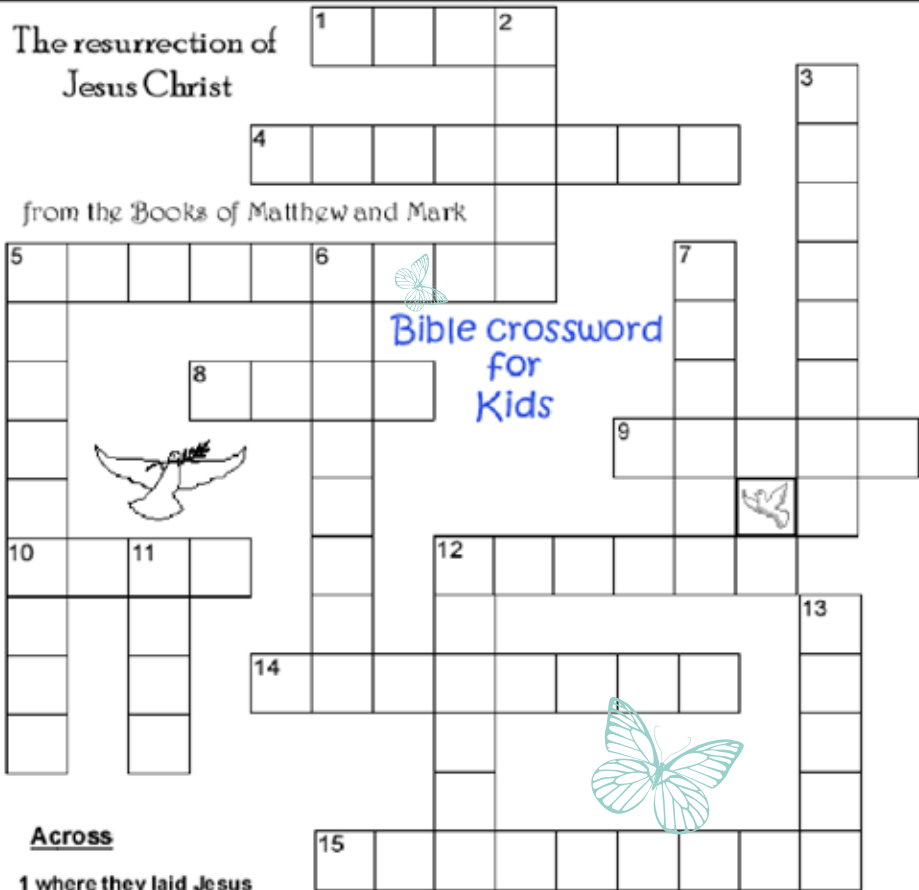 The resurrection of
Jesus Christ
1 2
3
4
from the Books of Matthew and Mark
5 6 7
Bible crossword
for
Kids
8
9
10 11 12
13
14
Across
15
1 where they laid Jesus